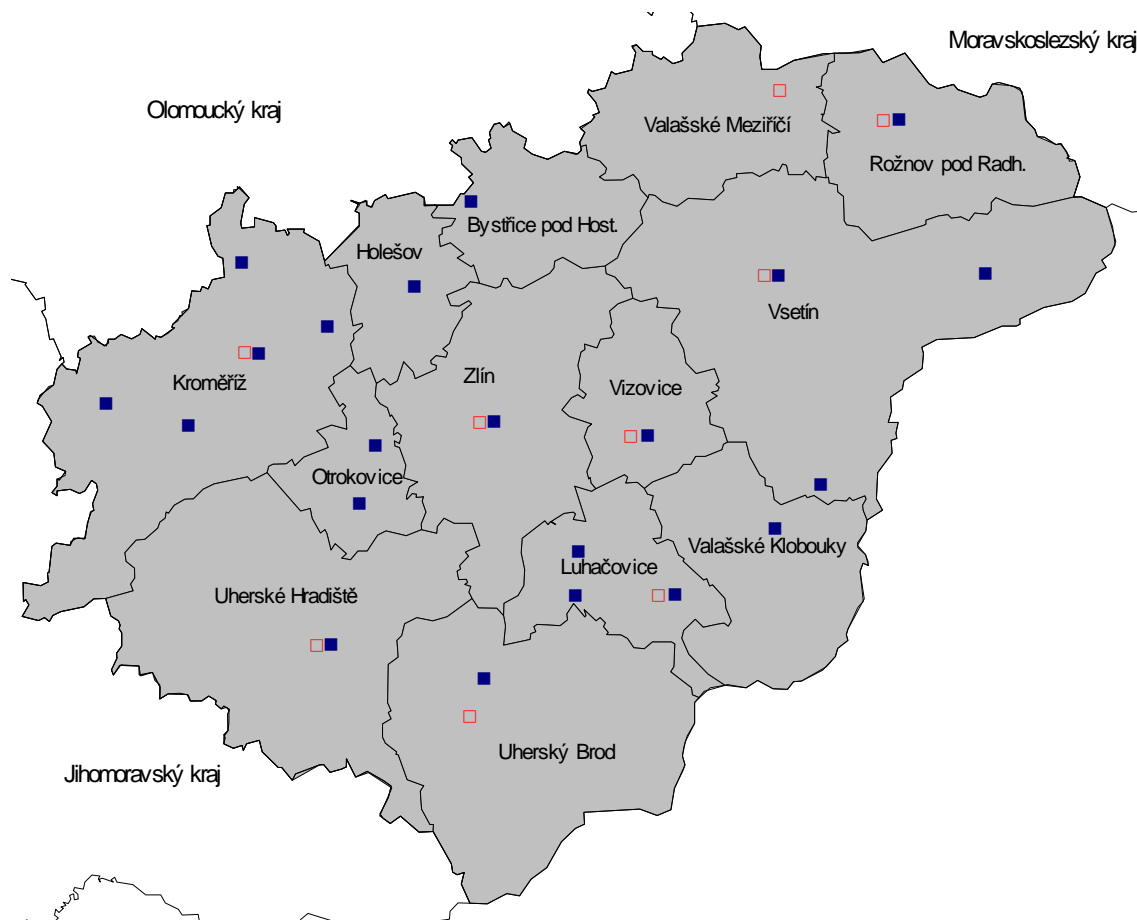 Moravskoslezský kraj
Olomoucký kraj
Valašské Meziříčí
Rožnov pod Radh.
Bystřice pod Host.
Holešov
Vsetín
Zlín
Kroměříž
Vizovice
Otrokovice
Valašské Klobouky
Luhačovice
Uherské Hradiště
Uherský Brod
Jihomoravský kraj